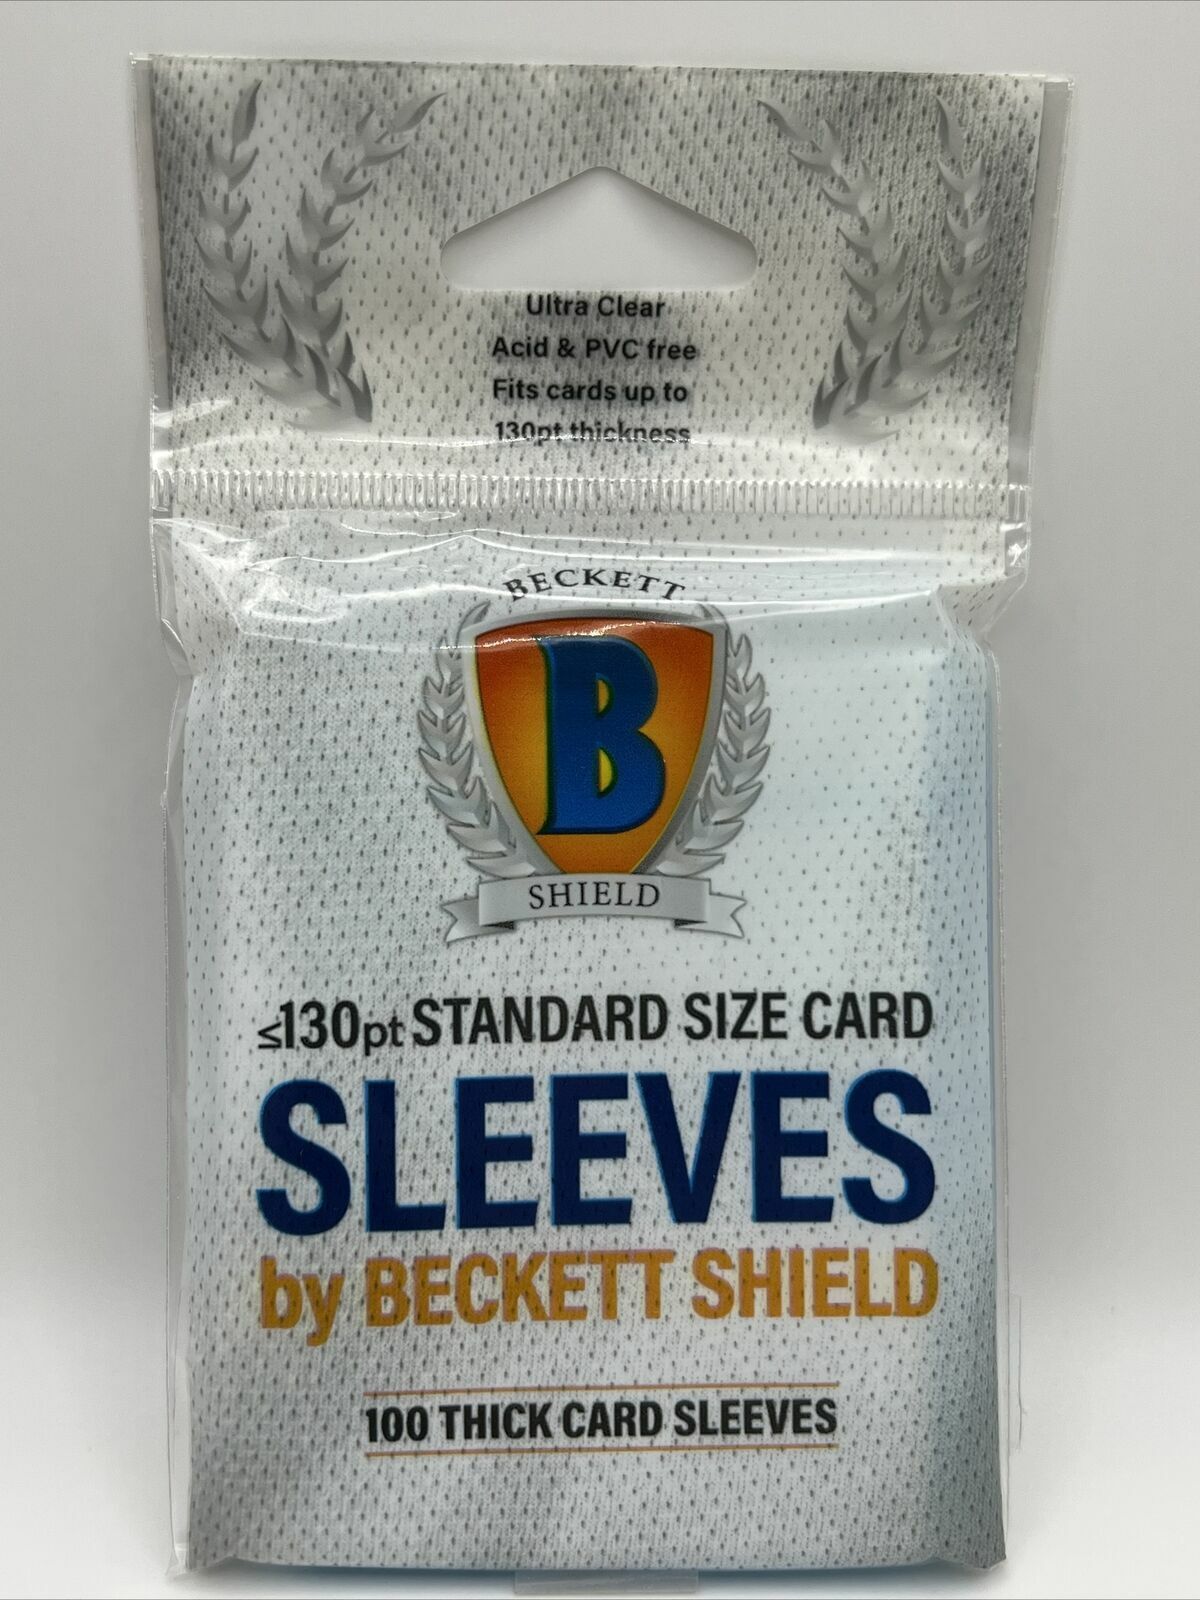 Ultra Clear
Acid & PVC free
Fits cards up to
130pt thickness
BECKETT
B
SHIELD
≤130pt STANDARD SIZE CARD
SLEEVES
by BECKETT SHIELD
100 THICK CARD SLEEVES